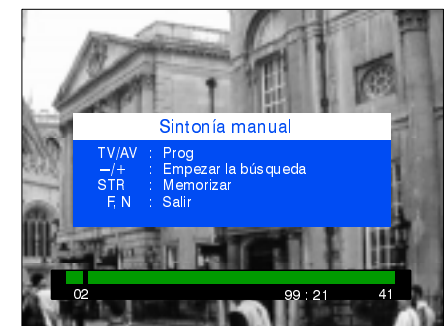 Sintonía manual
TV/AV : Prog
–/+ : Empezar la búsqueda
STR : Memorizar
F, N : Salir
02 99 : 21 41